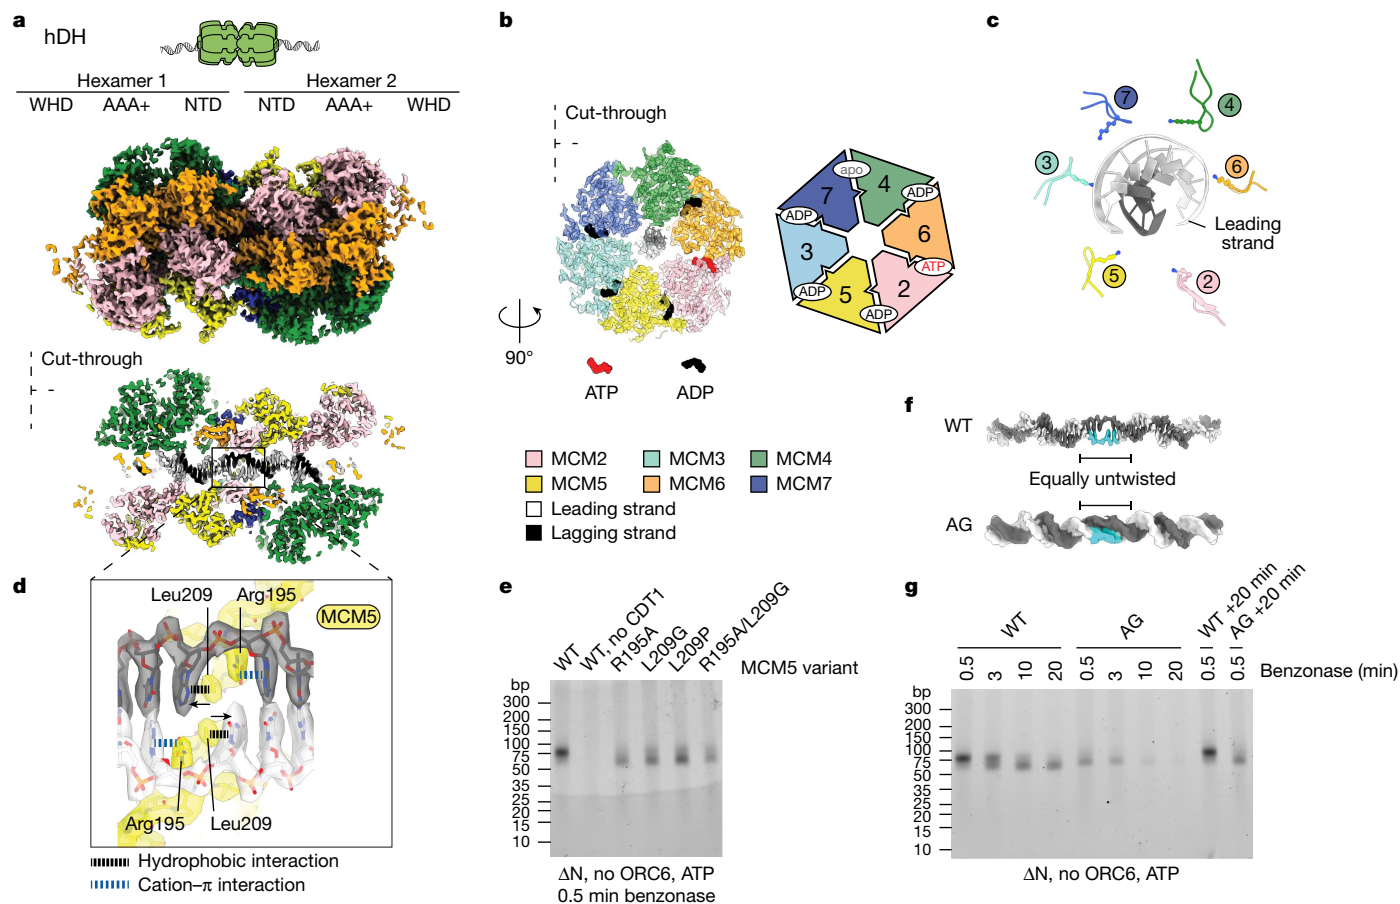 a
hDH
Hexamer 1
Hexamer 2
WHD AAA+ NTD NTD AAA+ WHD
Cut-through
b
Cut-through
90°
ATP
ADP
7
apo
4
ADP
6
ATP
2
ADP
5
ADP
3
ADP
MCM2 MCM3 MCM4
MCM5 MCM6 MCM7
Leading strand
Lagging strand
c
7
4
3
6
5
2
Leading
strand
d
Leu209 Arg195
MCM5
Arg195 Leu209
Hydrophobic interaction
Cation–π interaction
e
WT
WT, no CDT1
R195A
L209G
L209P
R195A/L209G
MCM5 variant
bp
300
200
150
100
75
50
35
25
20
15
10
ΔN, no ORC6, ATP
0.5 min benzonase
f
WT
Equally untwisted
AG
g
WT
AG
WT +20 min
AG +20 min
0.5 3 10 20 0.5 3 10 20 0.5 0.5
Benzonase (min)
bp
300
200
150
100
75
50
35
25
20
15
10
ΔN, no ORC6, ATP